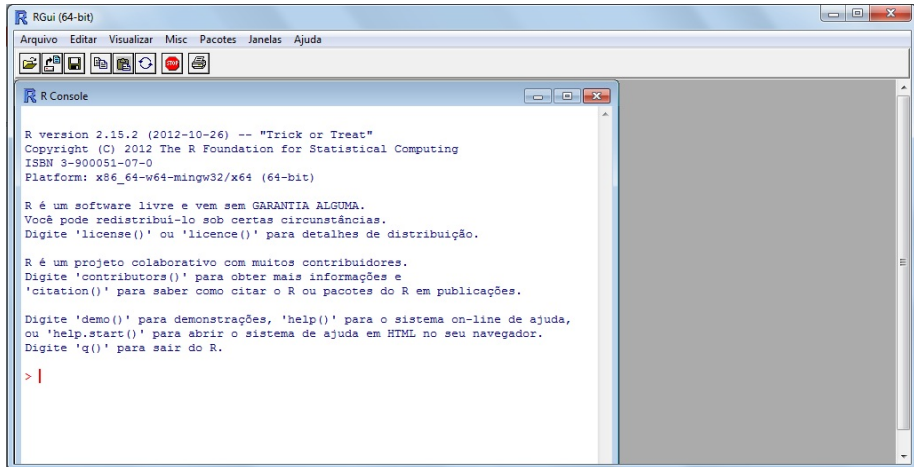 RGui (64-bit)
Arquivo Editar Visualizar Misc Pacotes Janelas Ajuda
STOP
R Console
R version 2.15.2 (2012-10-26) -- "Trick or Treat"
Copyright (C) 2012 The R Foundation for Statistical Computing
ISBN 3-900051-07-0
Platform: x86_64-w64-mingw32/x64 (64-bit)
R é um software livre e vem sem GARANTIA ALGUMA.
Você pode redistribuí-lo sob certas circunstâncias.
Digite 'license()' ou 'licence()' para detalhes de distribuição.
R é um projeto colaborativo com muitos contribuidores.
Digite 'contributors()' para obter mais informações e
'citation()' para saber como citar o R ou pacotes do R em publicações.
Digite 'demo()' para demonstrações, 'help()' para o sistema on-line de ajuda,
ou 'help.start()' para abrir o sistema de ajuda em HTML no seu navegador.
Digite 'q()' para sair do R.
>